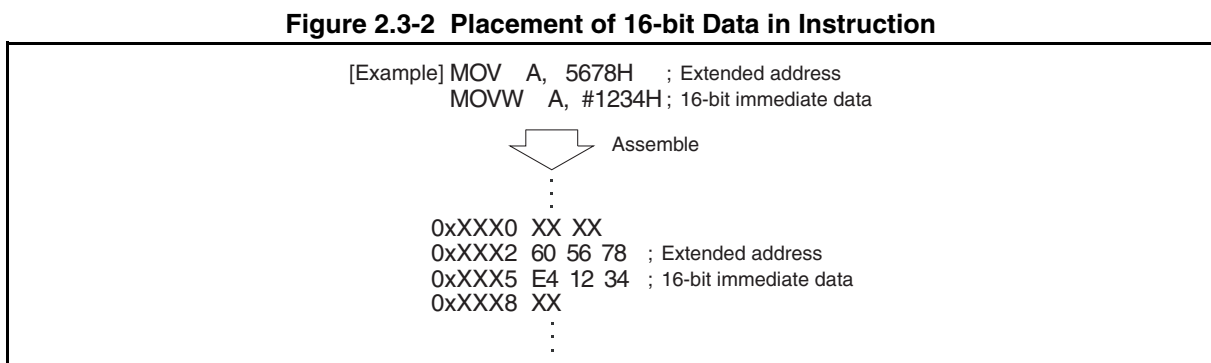 Figure 2.3-2 Placement of 16-bit Data in Instruction
[Example] MOV A, 5678H ; Extended address
MOVW A, #1234H ; 16-bit immediate data
Assemble
.
.
.
0xXXX0 XX XX
0xXXX2 60 56 78 ; Extended address
0xXXX5 E4 12 34 ; 16-bit immediate data
0xXXX8 XX
.
.
.